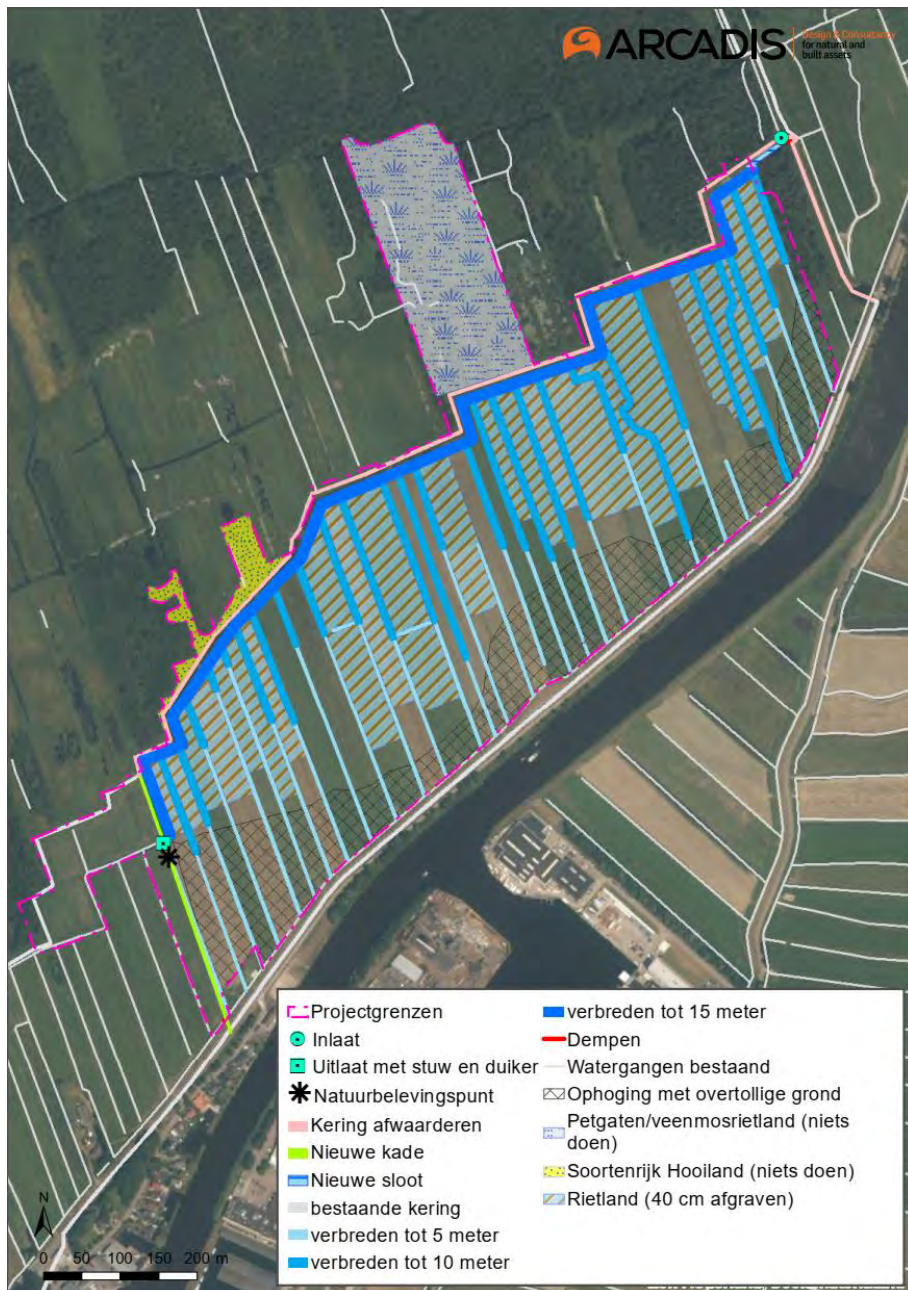 ARCADIS
Design & Consultancy
for natural and
built assets
Projectgrenzen
Inlaat
Uitlaat met stuw en duiker
Natuurbelevingspunt
Kering afwaarderen
Nieuwe kade
Nieuwe sloot
bestaande kering
verbreden tot 5 meter
verbreden tot 10 meter
verbreden tot 15 meter
Dempen
Watergangen bestaand
Ophoging met overtollige grond
Petgaten/veenmosrietland (niets
doen)
Soortenrijk Hooiland (niets doen)
Rietland (40 cm afgraven)
N
0 50 100 150 200 m